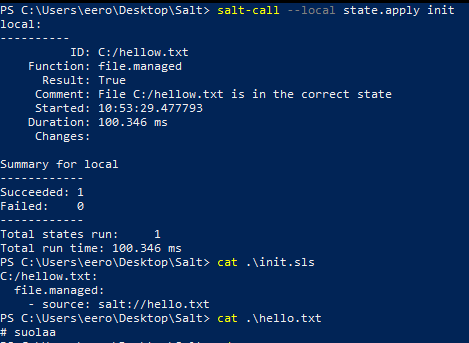 PS C:\Users\eero\Desktop\Salt> salt-call --local state.apply init
local:
----------
          ID: C:/hellow.txt
    Function: file.managed
      Result: True
     Comment: File C:/hellow.txt is in the correct state
     Started: 10:53:29.477793
    Duration: 100.346 ms
     Changes:

Summary for local
------------
Succeeded: 1
Failed:    0
------------
Total states run:     1
Total run time: 100.346 ms
PS C:\Users\eero\Desktop\Salt> cat .\init.sls
C:/hellow.txt:
  file.managed:
    - source: salt://hello.txt
PS C:\Users\eero\Desktop\Salt> cat .\hello.txt
# suolaa